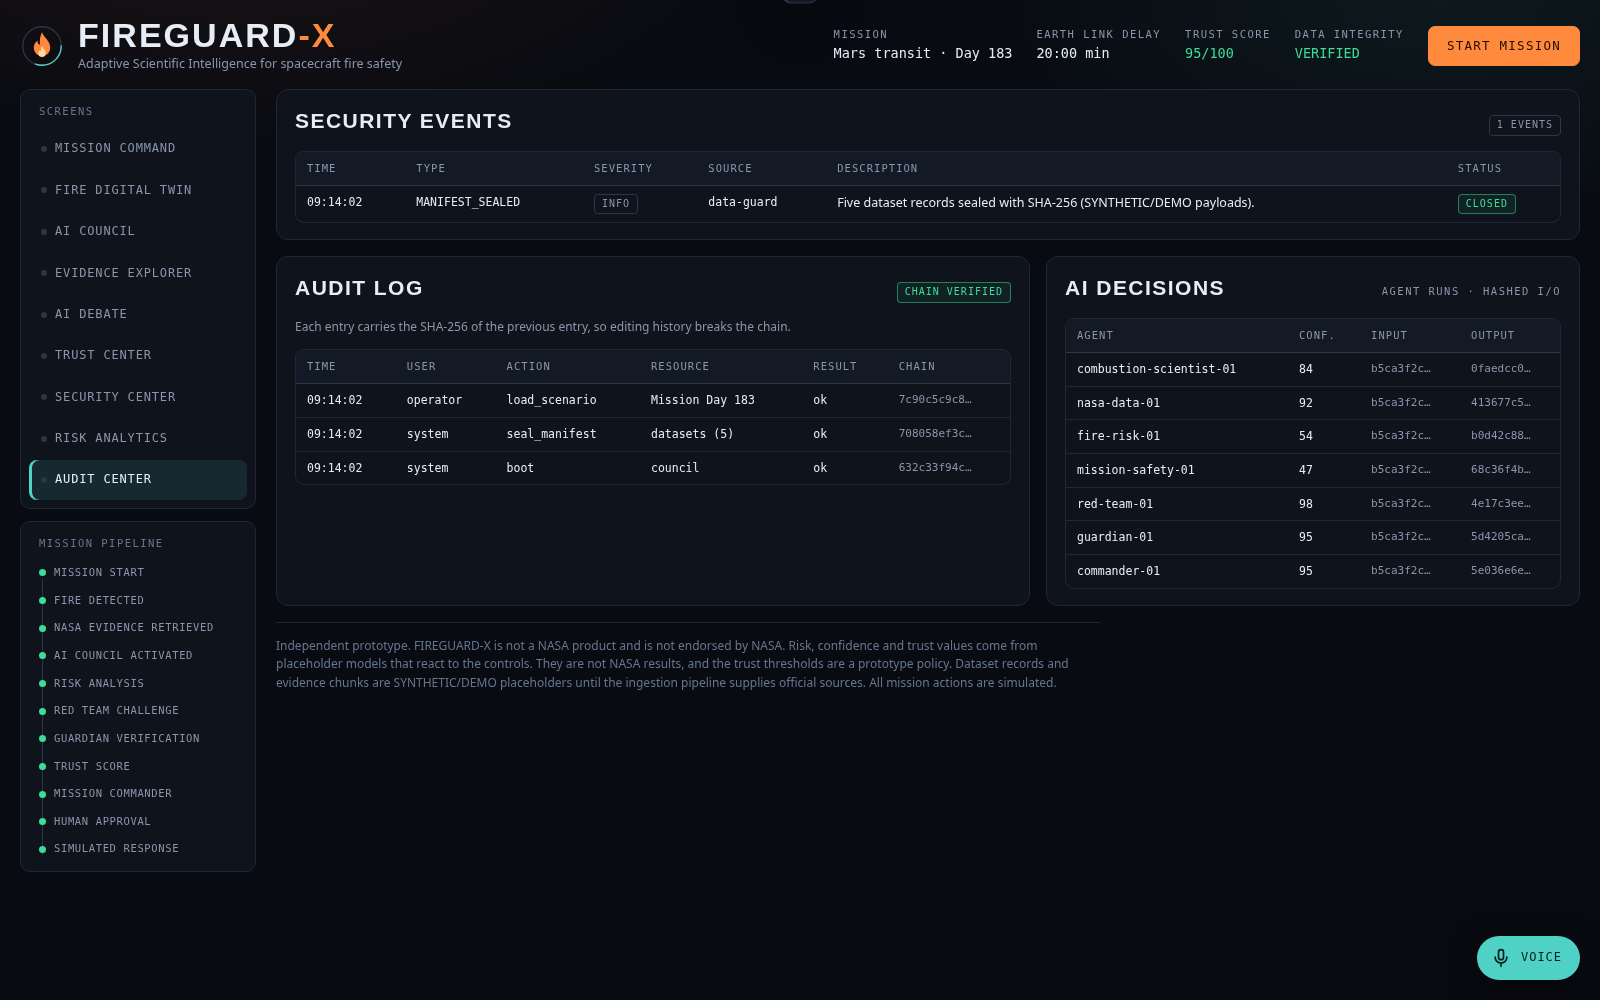 FIREGUARD-X
Adaptive Scientific Intelligence for spacecraft fire safety
MISSION
Mars transit · Day 183
EARTH LINK DELAY
20:00 min
TRUST SCORE
95/100
DATA INTEGRITY
VERIFIED
START MISSION
SCREENS
MISSION COMMAND
FIRE DIGITAL TWIN
AI COUNCIL
EVIDENCE EXPLORER
AI DEBATE
TRUST CENTER
SECURITY CENTER
RISK ANALYTICS
AUDIT CENTER
MISSION PIPELINE
MISSION START
FIRE DETECTED
NASA EVIDENCE RETRIEVED
AI COUNCIL ACTIVATED
RISK ANALYSIS
RED TEAM CHALLENGE
GUARDIAN VERIFICATION
TRUST SCORE
MISSION COMMANDER
HUMAN APPROVAL
SIMULATED RESPONSE
SECURITY EVENTS
1 EVENTS
TIME TYPE SEVERITY SOURCE DESCRIPTION STATUS
09:14:02 MANIFEST_SEALED INFO data-guard Five dataset records sealed with SHA-256 (SYNTHETIC/DEMO payloads). CLOSED
AUDIT LOG
CHAIN VERIFIED
Each entry carries the SHA-256 of the previous entry, so editing history breaks the chain.
TIME USER ACTION RESOURCE RESULT CHAIN
09:14:02 operator load_scenario Mission Day 183 ok 7c90c5c9c8…
09:14:02 system seal_manifest datasets (5) ok 708058ef3c…
09:14:02 system boot council ok 632c33f94c…
AI DECISIONS
AGENT RUNS · HASHED I/O
AGENT CONF. INPUT OUTPUT
combustion-scientist-01 84 b5ca3f2c… 0faedcc0…
nasa-data-01 92 b5ca3f2c… 413677c5…
fire-risk-01 54 b5ca3f2c… b0d42c88…
mission-safety-01 47 b5ca3f2c… 68c36f4b…
red-team-01 98 b5ca3f2c… 4e17c3ee…
guardian-01 95 b5ca3f2c… 5d4205ca…
commander-01 95 b5ca3f2c… 5e036e6e…
Independent prototype. FIREGUARD-X is not a NASA product and is not endorsed by NASA. Risk, confidence and trust values come from
placeholder models that react to the controls. They are not NASA results, and the trust thresholds are a prototype policy. Dataset records and
evidence chunks are SYNTHETIC/DEMO placeholders until the ingestion pipeline supplies official sources. All mission actions are simulated.
VOICE